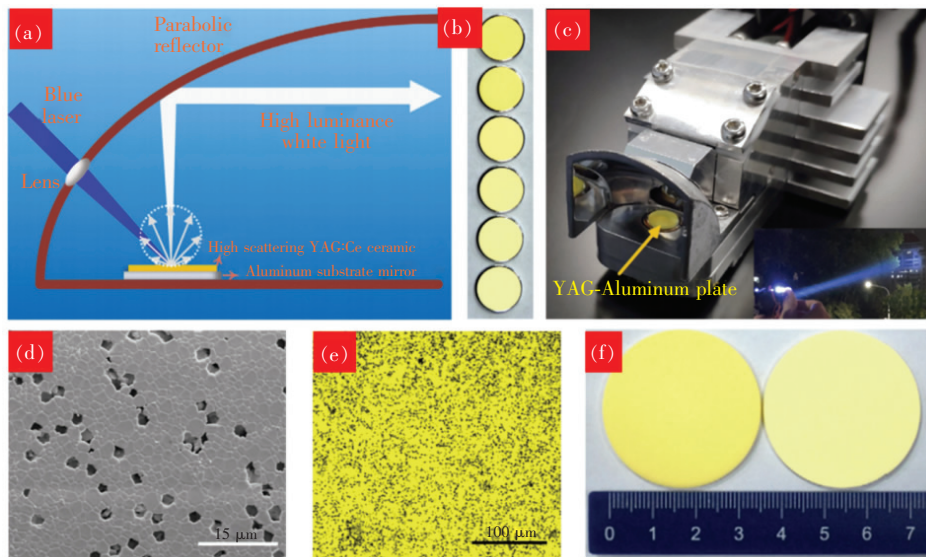 (a)
Parabolic
reflector
Blue
laser
Lens
High luminance
white light
High scattering YAG:Ce ceramic
Aluminum substrate mirror
(b)
(c)
YAG-Aluminum plate
(d)
15 μm
(e)
100 μm
(f)
0 1 2 3 4 5 6 7